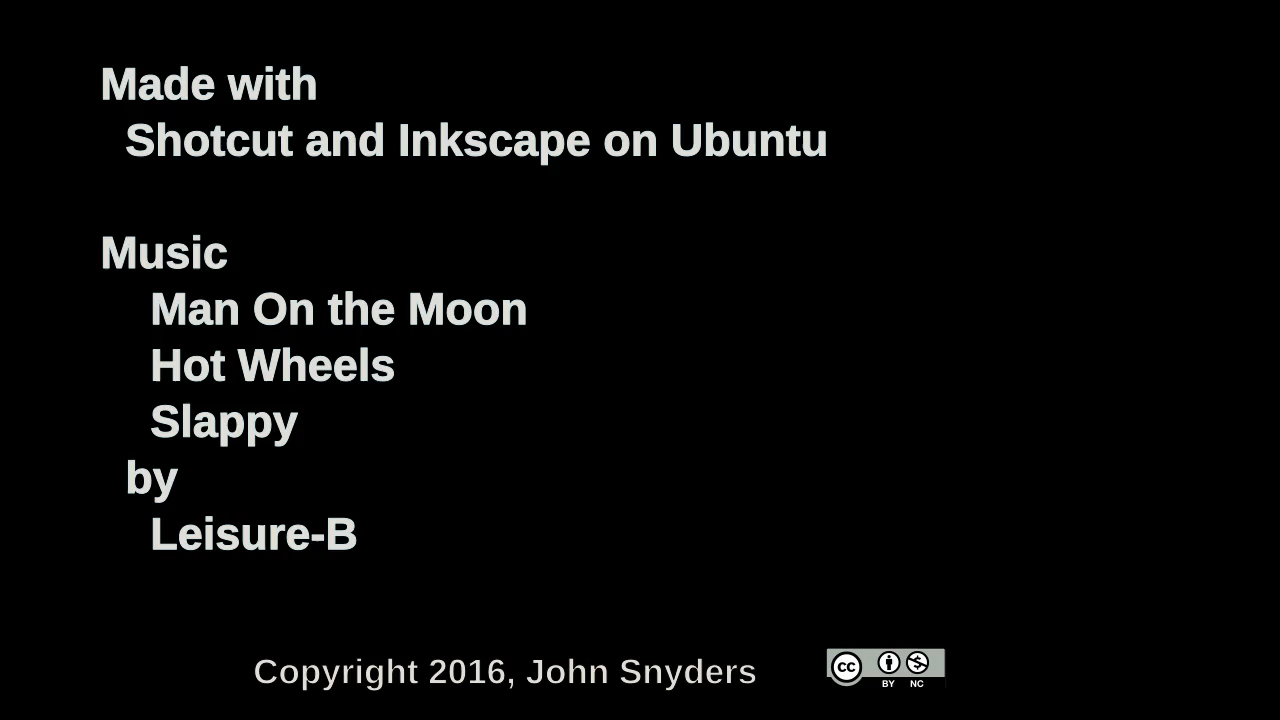 Made with
Shotcut and Inkscape on Ubuntu
Music
Man On the Moon
Hot Wheels
Slappy
by
Leisure-B
Copyright 2016, John Snyders
cc
BY NC